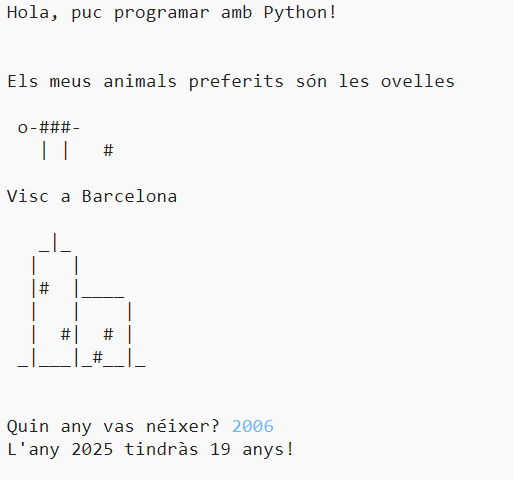 Hola, puc programar amb Python!
Els meus animals preferits són les ovelles
 o-###-
   | |   #
Visc a Barcelona
   _|_
  |   |
  |#  |____
  |   |    |
  |  #|  # |
 _|___|_#__|_
Quin any vas néixer? 2006
L'any 2025 tindràs 19 anys!